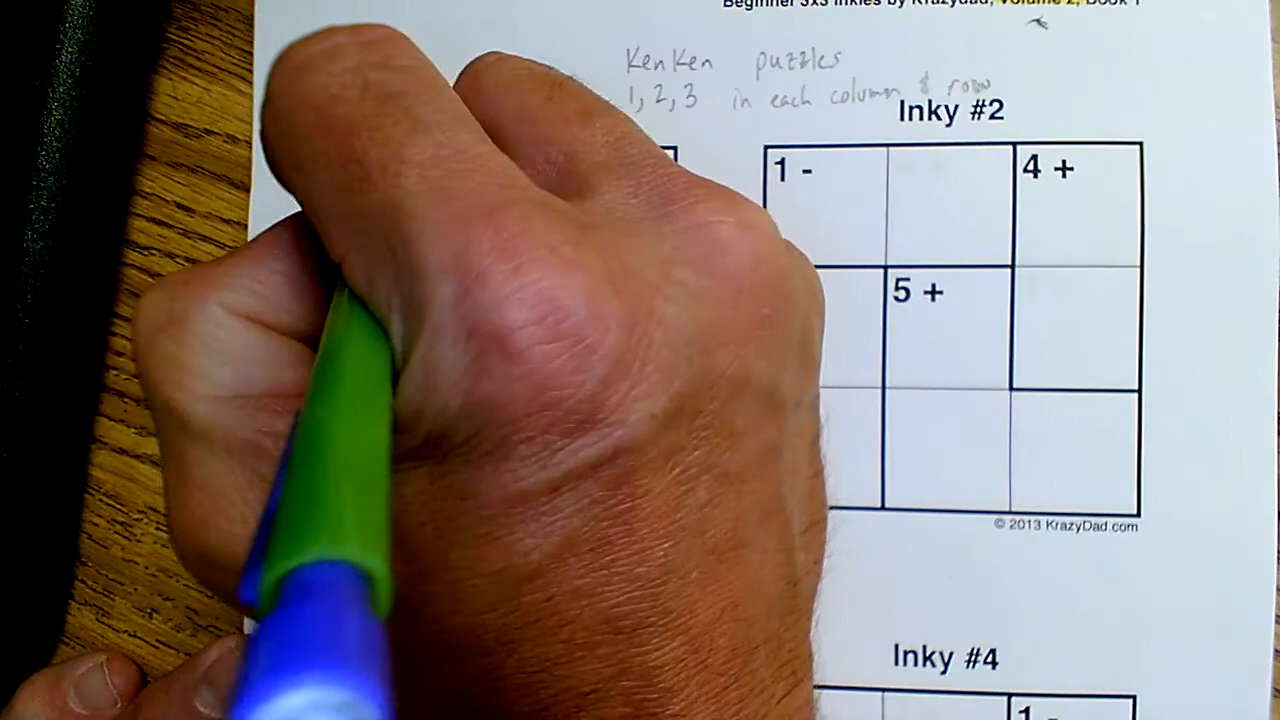 Beginner 3x3 Inkies by Krazydad, Volume 2, Book 1
KenKen puzzles
1, 2, 3 in each column & row
Inky #2
1 -
4 +
5 +
© 2013 KrazyDad.com
Inky #4
1 -